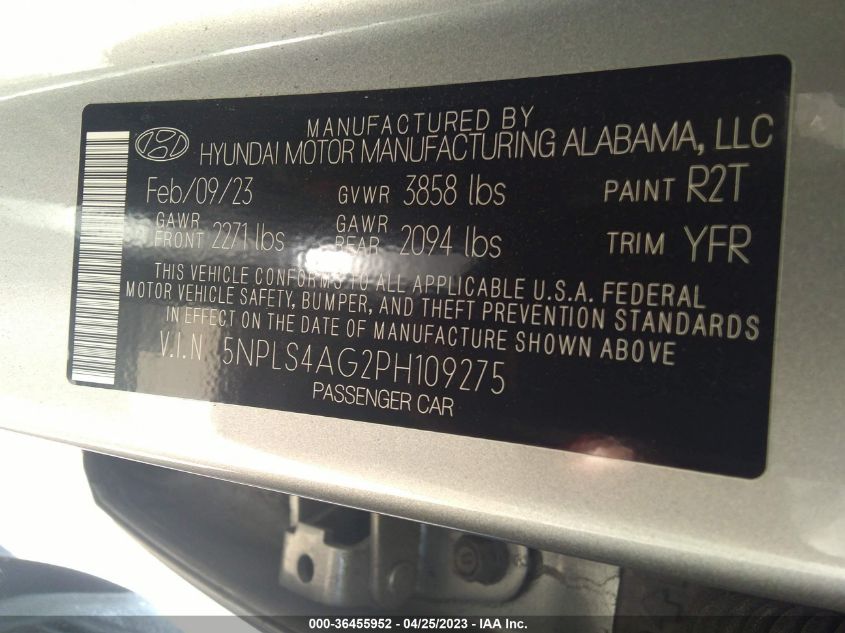 MANUFACTURED BY
HYUNDAI MOTOR MANUFACTURING ALABAMA, LLC
Feb/09/23 GVWR 3858 lbs PAINT R2T
GAWR FRONT 2271 lbs GAWR REAR 2094 lbs TRIM YFR
THIS VEHICLE CONFORMS TO ALL APPLICABLE U.S.A. FEDERAL
MOTOR VEHICLE SAFETY, BUMPER, AND THEFT PREVENTION STANDARDS
IN EFFECT ON THE DATE OF MANUFACTURE SHOWN ABOVE
V.I.N 5NPLS4AG2PH109275
PASSENGER CAR
000-36455952 - 04/25/2023 - © IAA, Inc.